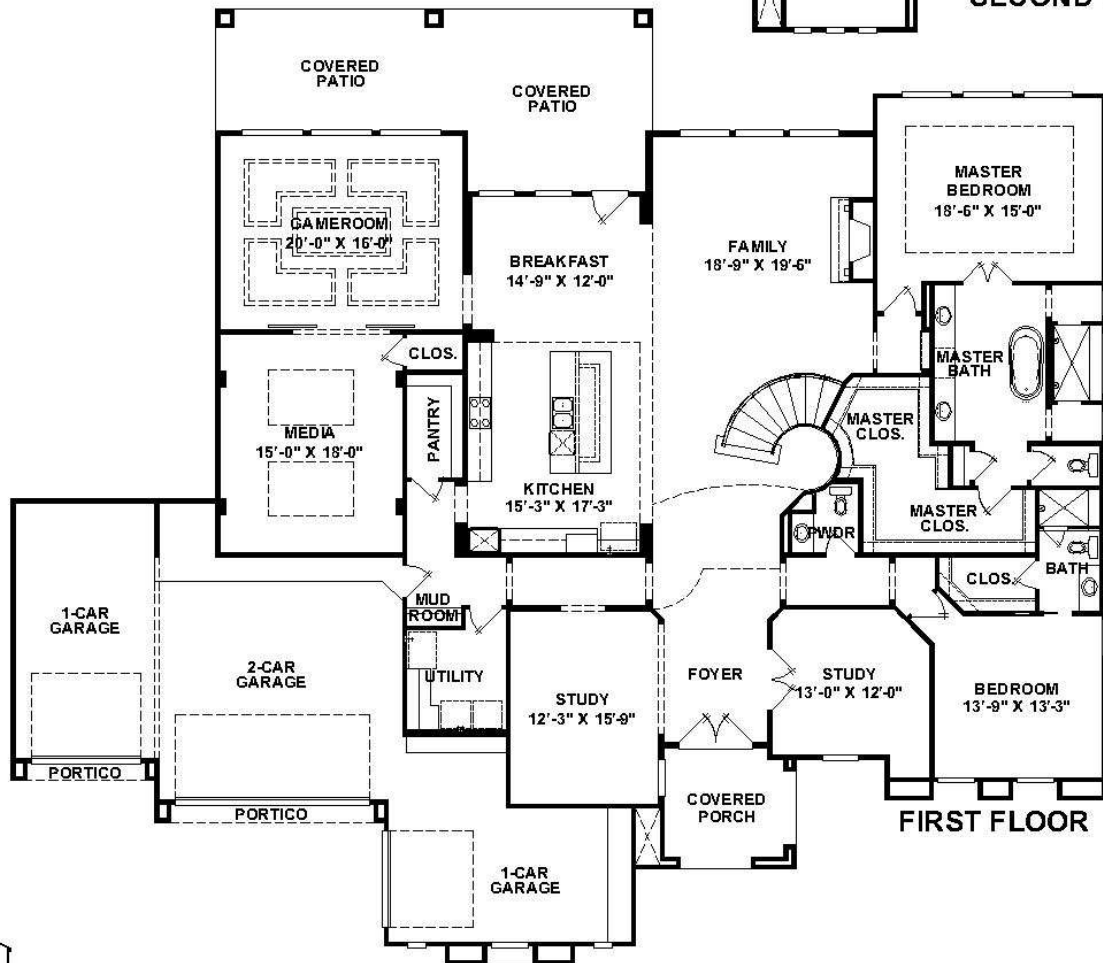 SECOND
COVERED
PATIO
COVERED
PATIO
MASTER
BEDROOM
18'-6" X 15'-0"
GAMEROOM
20'-0" X 16'-0"
BREAKFAST
14'-9" X 12'-0"
FAMILY
18'-9" X 19'-6"
CLOS.
MASTER
BATH
PANTRY
MEDIA
15'-0" X 18'-0"
MASTER
CLOS.
KITCHEN
15'-3" X 17'-3"
MASTER
CLOS.
PWDR
BATH
CLOS.
1-CAR
GARAGE
MUD
ROOM
2-CAR
GARAGE
UTILITY
STUDY
12'-3" X 15'-9"
FOYER
STUDY
13'-0" X 12'-0"
BEDROOM
13'-9" X 13'-3"
PORTICO
PORTICO
COVERED
PORCH
FIRST FLOOR
1-CAR
GARAGE